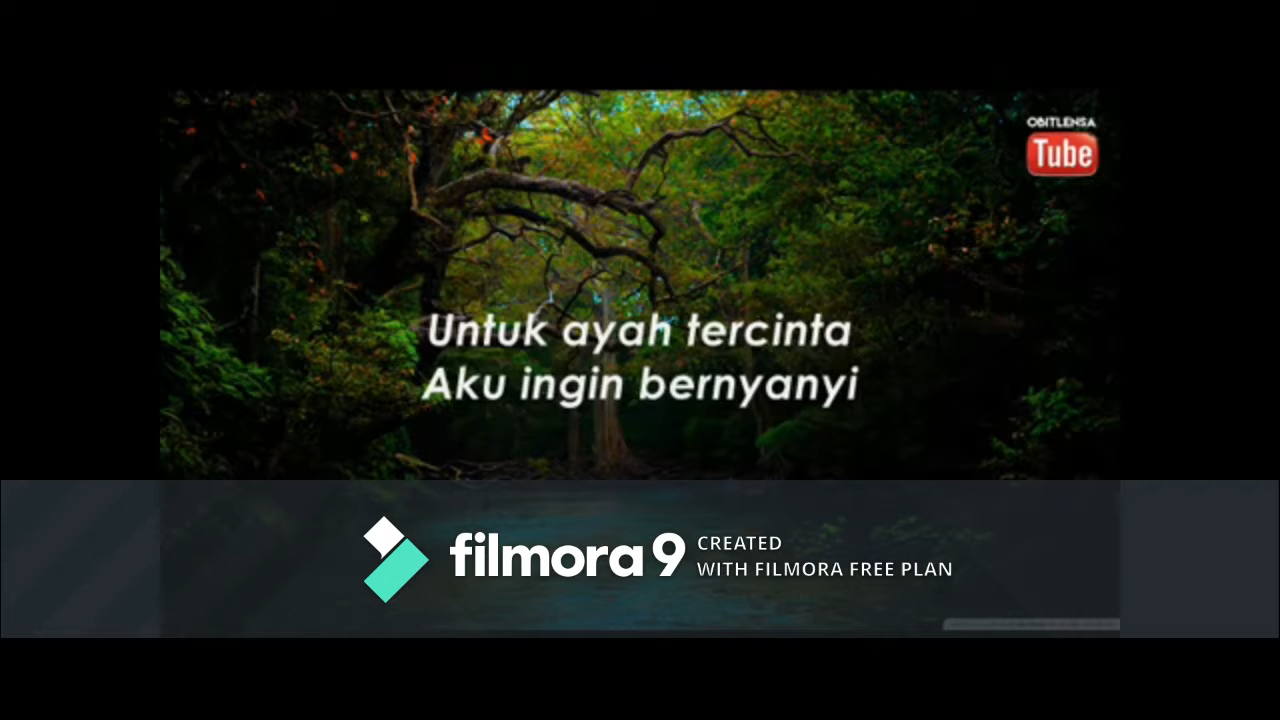 OBITLENSA
Tube
Untuk ayah tercinta
Aku ingin bernyanyi
filmora 9
CREATED
WITH FILMORA FREE PLAN